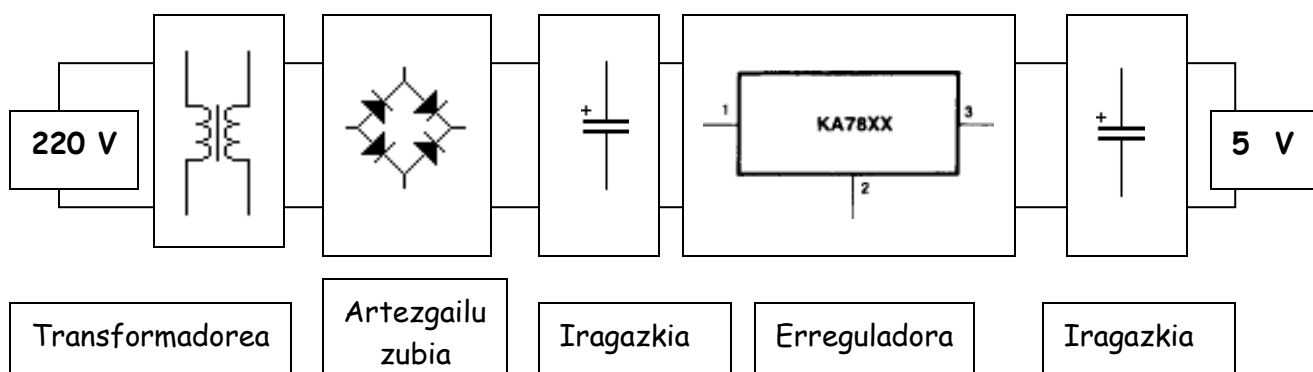 220 V
+
1
KA78XX
3
2
+
5 V
Transformadorea
Artezgailu
zubia
Iragazkia
Erreguladora
Iragazkia